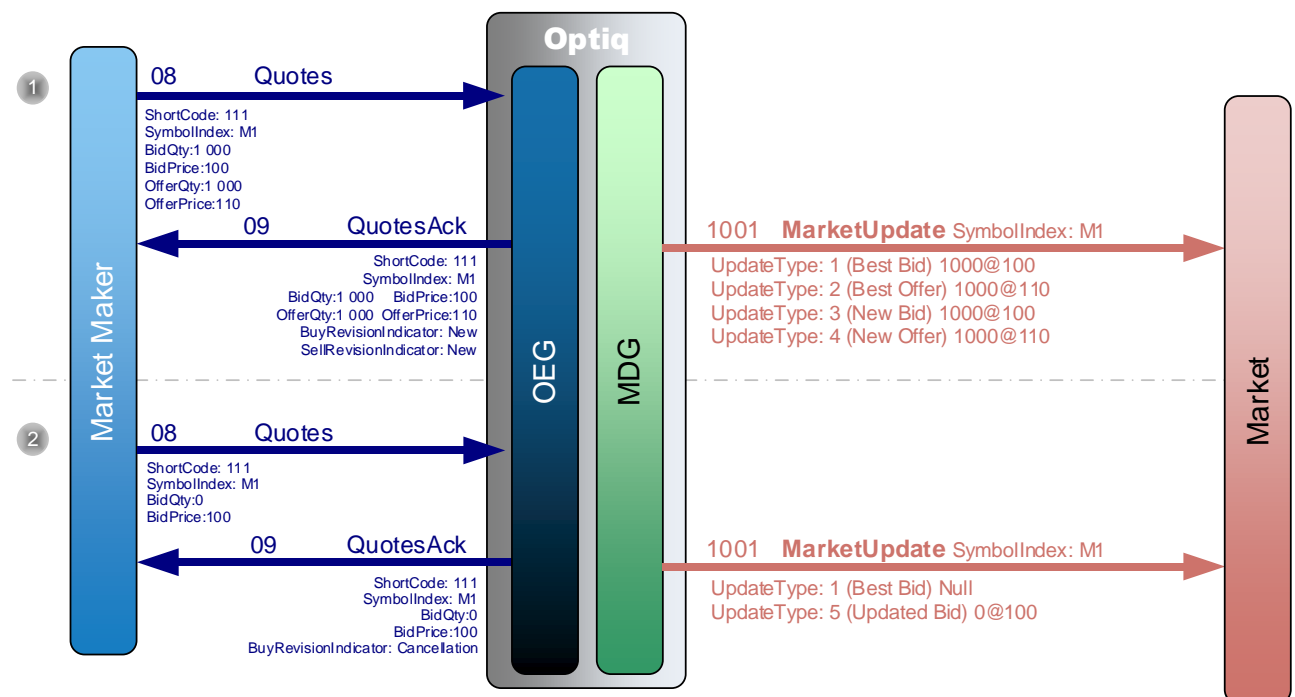 Optiq
1
08 Quotes
ShortCode: 111
SymbolIndex: M1
BidQty:1 000
BidPrice:100
OfferQty:1 000
OfferPrice:110
09 QuotesAck
ShortCode: 111
SymbolIndex: M1
BidQty:1 000 BidPrice:100
OfferQty:1 000 OfferPrice:110
BuyRevisionIndicator: New
SellRevisionIndicator: New
1001 MarketUpdate SymbolIndex: M1
UpdateType: 1 (Best Bid) 1000@100
UpdateType: 2 (Best Offer) 1000@110
UpdateType: 3 (New Bid) 1000@100
UpdateType: 4 (New Offer) 1000@110
Market Maker
OEG
MDG
Market
2
08 Quotes
ShortCode: 111
SymbolIndex: M1
BidQty:0
BidPrice:100
09 QuotesAck
ShortCode: 111
SymbolIndex: M1
BidQty:0
BidPrice:100
BuyRevisionIndicator: Cancellation
1001 MarketUpdate SymbolIndex: M1
UpdateType: 1 (Best Bid) Null
UpdateType: 5 (Updated Bid) 0@100